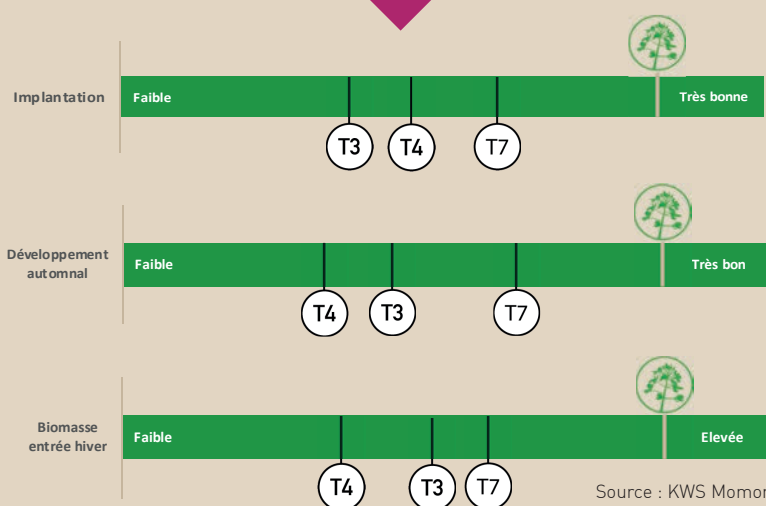 Implantation
Faible
Très bonne
T3
T4
T7
Développement
automnal
Faible
Très bon
T4
T3
T7
Biomasse
entrée hiver
Faible
Elevée
T4
T3
T7
Source : KWS Momon